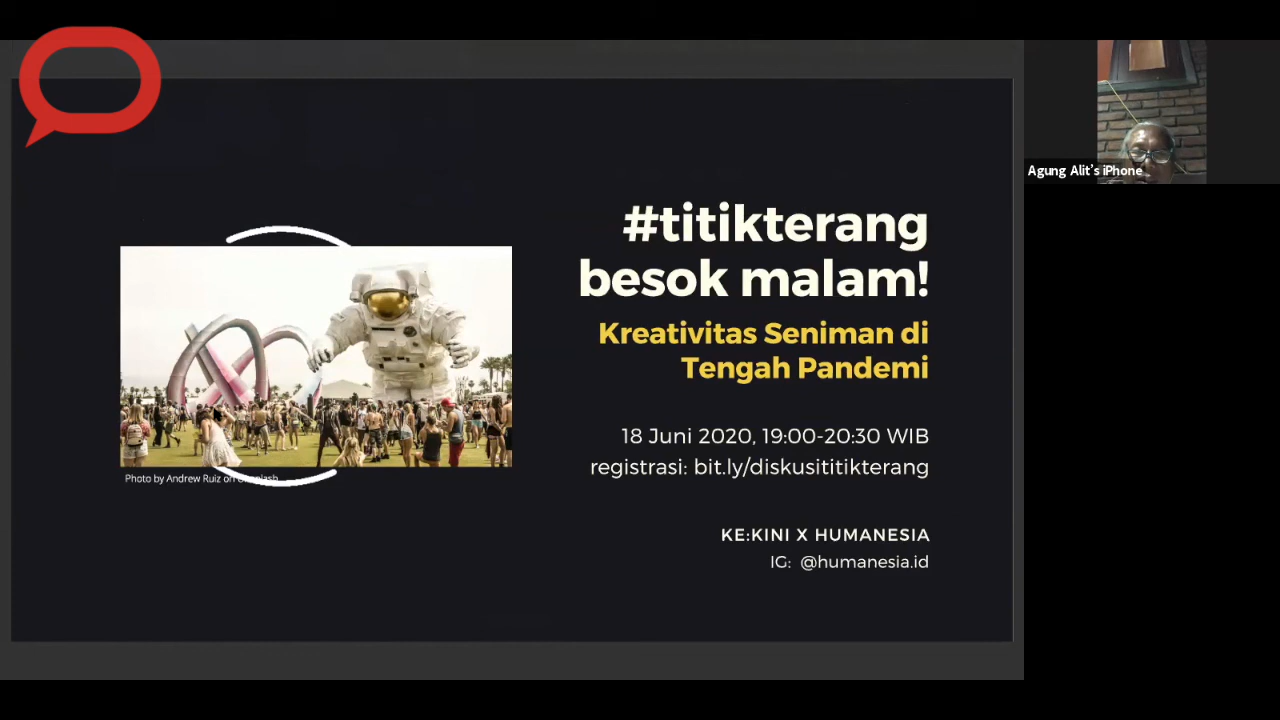 #titikterang
besok malam!
Kreativitas Seniman di
Tengah Pandemi
18 Juni 2020, 19:00-20:30 WIB
registrasi: bit.ly/diskusititikterang
KE:KINI X HUMANESIA
IG: @humanesia.id
Photo by Andrew Ruiz on Unsplash
Agung Alit's iPhone